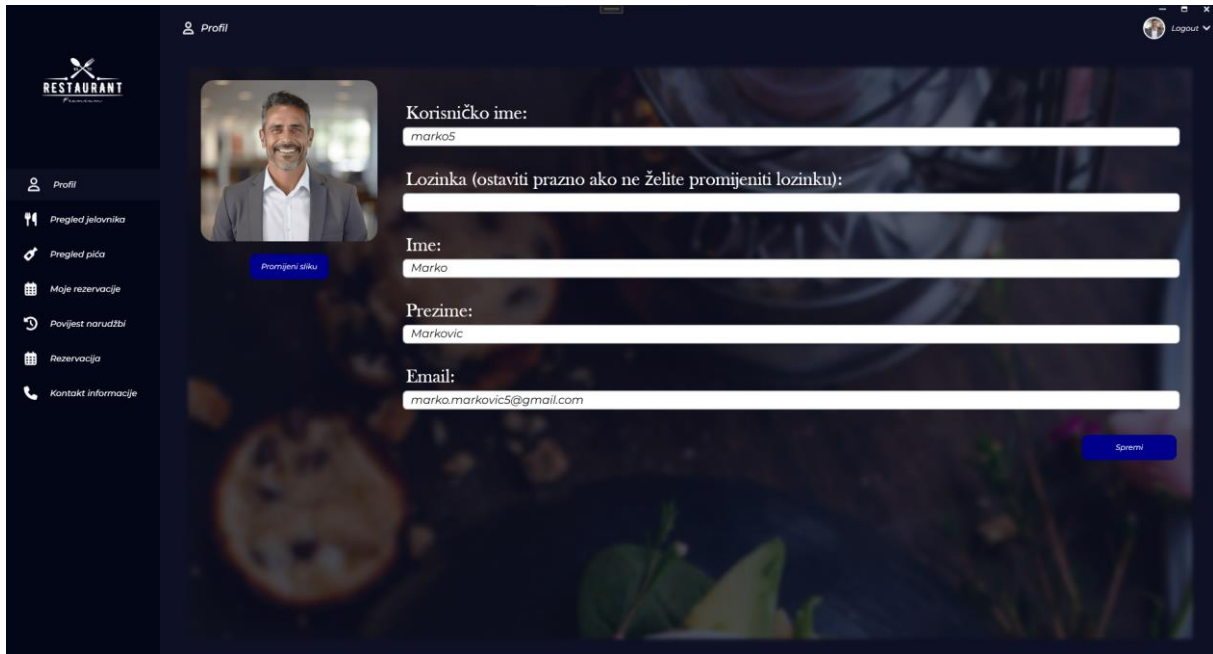 Profil
Logout
RESTAURANT
Profil
Pregled jelovnika
Pregled pića
Moje rezervacije
Povijest narudžbi
Rezervacija
Kontakt informacije
Promijeni sliku
Korisničko ime:
marko5
Lozinka (ostaviti prazno ako ne želite promijeniti lozinku):
Ime:
Marko
Prezime:
Markovic
Email:
marko.markovic5@gmail.com
Spremi